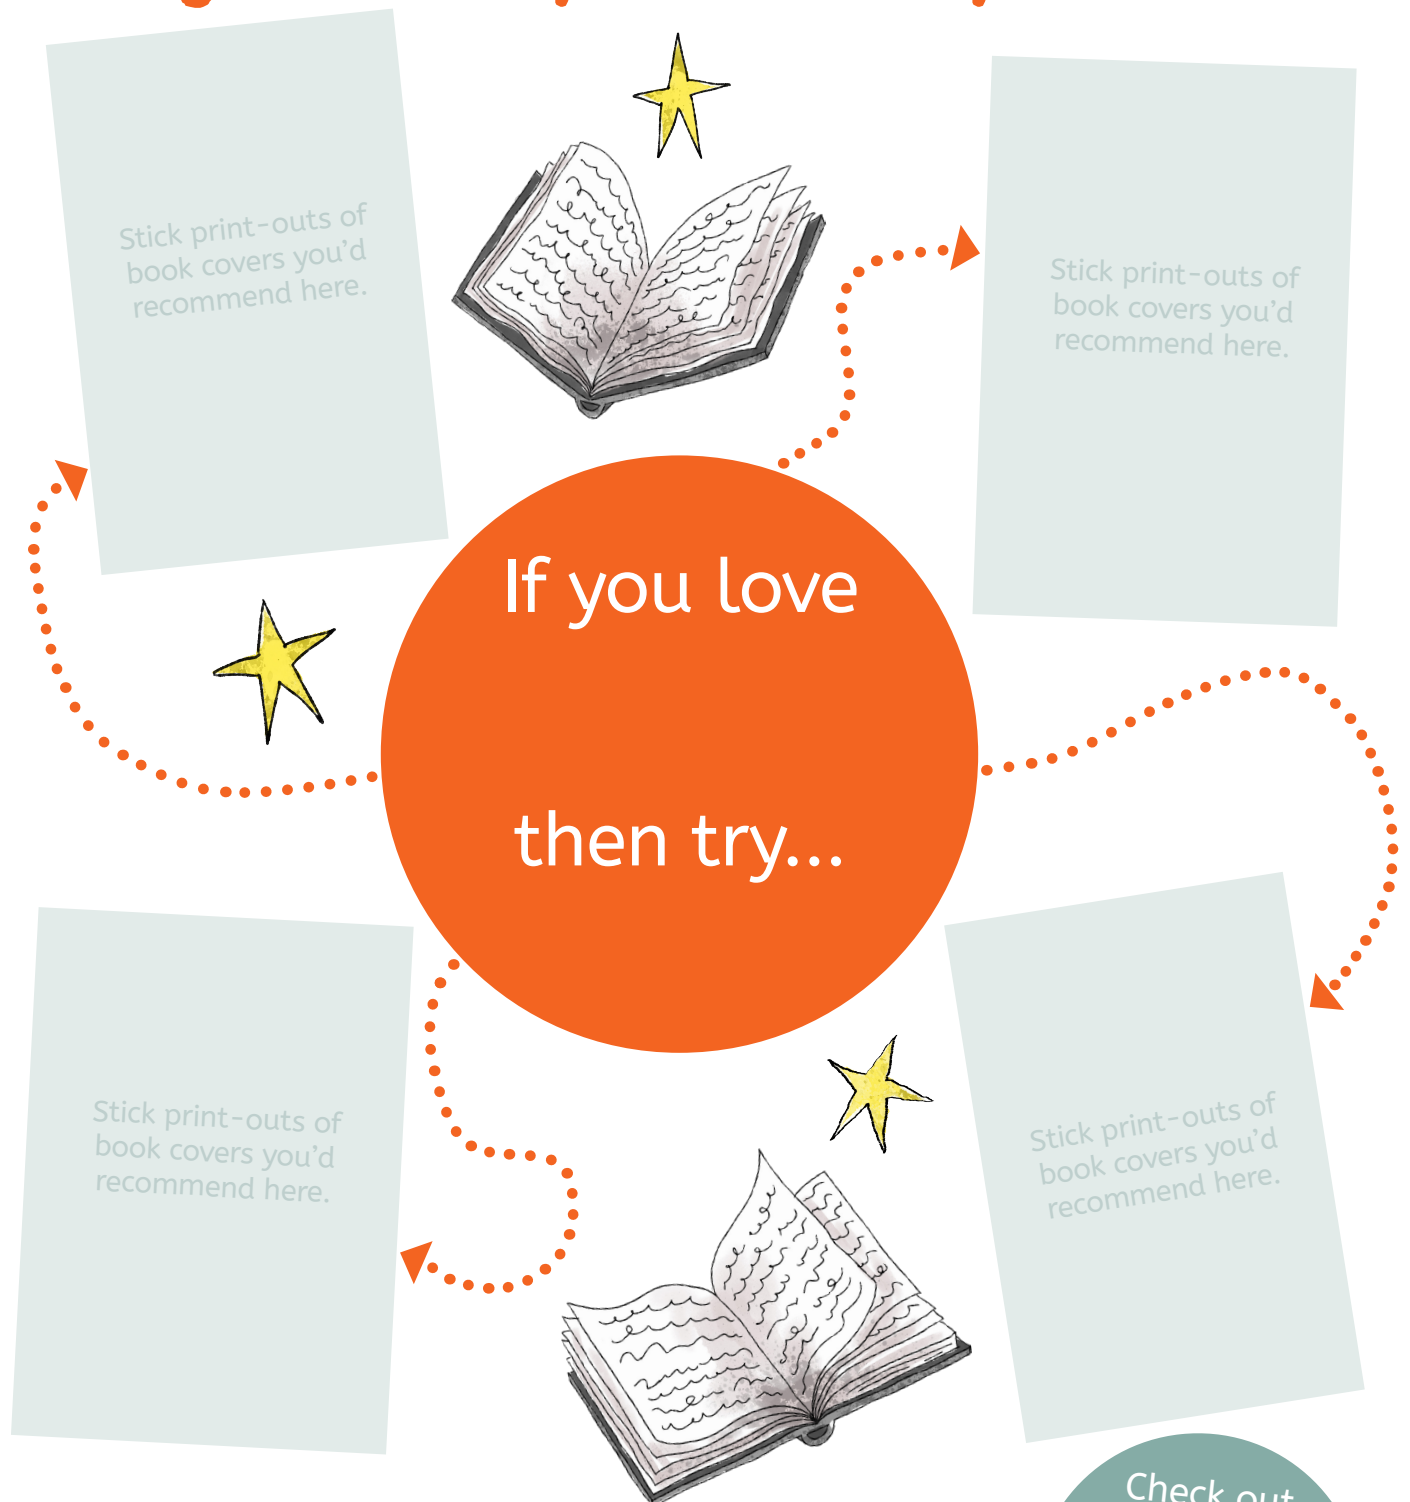 Stick print-outs of
book covers you'd
recommend here.
Stick print-outs of
book covers you'd
recommend here.
If you love
then try...
Stick print-outs of
book covers you'd
recommend here.
Stick print-outs of
book covers you'd
recommend here.
Check out